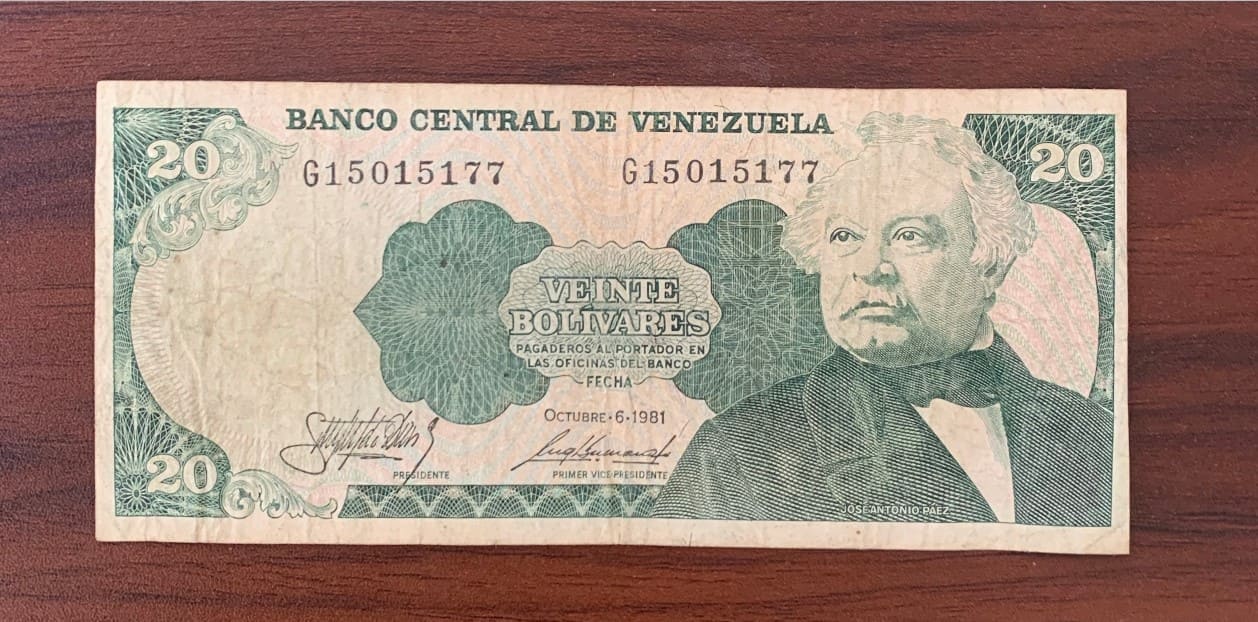 BANCO CENTRAL DE VENEZUELA
20
20
G15015177
G15015177
VEINTE
BOLIVARES
PAGADEROS AL PORTADOR EN
LAS OFICINAS DEL BANCO
FECHA
OCTUBRE·6·1981
PRESIDENTE
PRIMER VICE-PRESIDENTE
20
JOSE ANTONIO PAEZ